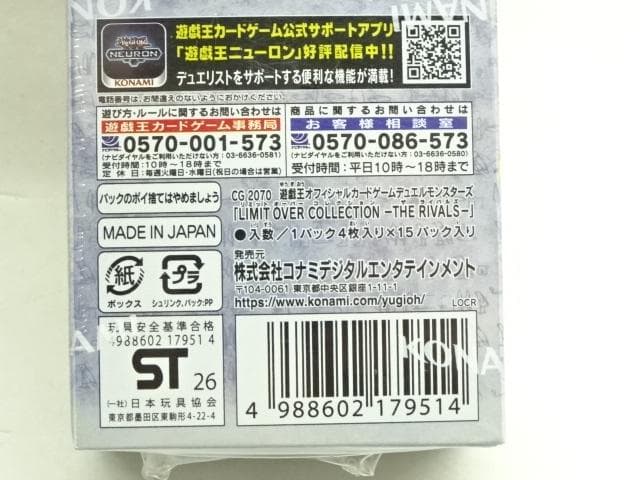 遊戯王カードゲーム公式サポートアプリ
「遊戯王ニューロン」好評配信中!!
デュエリストをサポートする便利な機能が満載!
Yu-Gi-Oh!
NEURON
KONAMI
電話番号は、お間違えのないようにおかけください。
遊び方・ルールに関するお問い合わせは
遊戯王カードゲーム事務局
0570-001-573
(ナビダイヤルをご利用いただけない方:03-6636-0581)
受付時間:10時〜18時まで
定休日:毎週火曜日・水曜日(祝日の場合は営業)
商品に関するお問い合わせは
お客様相談室
0570-086-573
(ナビダイヤルをご利用いただけない方:03-6636-0573)
受付時間:平日10時〜18時まで
パックのポイ捨てはやめましょう
MADE IN JAPAN
紙
ボックス
プラ
シュリンク、パック:PP
CG 2070 遊戯王オフィシャルカードゲームデュエルモンスターズ
「LIMIT OVER COLLECTION -THE RIVALS-」
●入数/1パック4枚入り×15パック入り
発売元
株式会社コナミデジタルエンタテインメント
〒104-0061 東京都中央区銀座1-11-1
https://www.konami.com/yugioh/
LOCR
玩具安全基準合格
4988602 17951 4
ST 26
(一社)日本玩具協会
東京都墨田区東駒形4-22-4
4 988602 179514
KONAMI